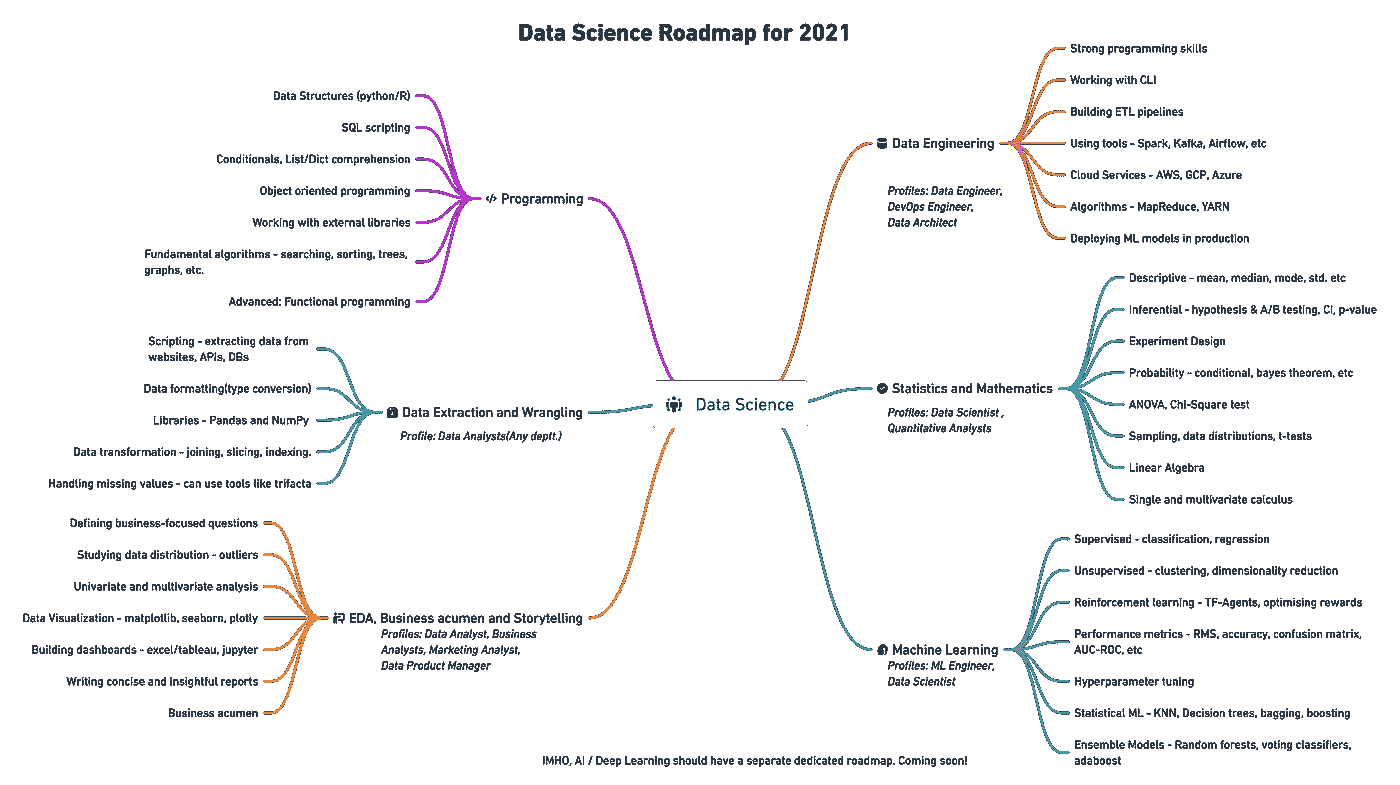 Data Science Roadmap for 2021
Data Structures (python/R)
SQL scripting
Conditionals, List/Dict comprehension
Object oriented programming
Working with external libraries
Fundamental algorithms - searching, sorting, trees,
graphs, etc.
Advanced: Functional programming
Programming
Scripting - extracting data from
websites, APIs, DBs
Data formatting(type conversion)
Libraries - Pandas and NumPy
Data transformation - joining, slicing, indexing.
Handling missing values - can use tools like trifacta
Data Extraction and Wrangling
Profile: Data Analysts(Any deptt.)
Defining business-focused questions
Studying data distribution - outliers
Univariate and multivariate analysis
Data Visualization - matplotlib, seaborn, plotly
Building dashboards - excel/tableau, jupyter
Writing concise and insightful reports
Business acumen
EDA, Business acumen and Storytelling
Profiles: Data Analyst, Business
Analysts, Marketing Analyst,
Data Product Manager
Data Science
Data Engineering
Profiles: Data Engineer,
DevOps Engineer,
Data Architect
Strong programming skills
Working with CLI
Building ETL pipelines
Using tools - Spark, Kafka, Airflow, etc
Cloud Services - AWS, GCP, Azure
Algorithms - MapReduce, YARN
Deploying ML models in production
Statistics and Mathematics
Profiles: Data Scientist ,
Quantitative Analysts
Descriptive - mean, median, mode, std. etc
Inferential - hypothesis & A/B testing, CI, p-value
Experiment Design
Probability - conditional, bayes theorem, etc
ANOVA, Chi-Square test
Sampling, data distributions, t-tests
Linear Algebra
Single and multivariate calculus
Machine Learning
Profiles: ML Engineer,
Data Scientist
Supervised - classification, regression
Unsupervised - clustering, dimensionality reduction
Reinforcement learning - TF-Agents, optimising rewards
Performance metrics - RMS, accuracy, confusion matrix,
AUC-ROC, etc
Hyperparameter tuning
Statistical ML - KNN, Decision trees, bagging, boosting
Ensemble Models - Random forests, voting classifiers,
adaboost
IMHO, AI / Deep Learning should have a separate dedicated roadmap. Coming soon!